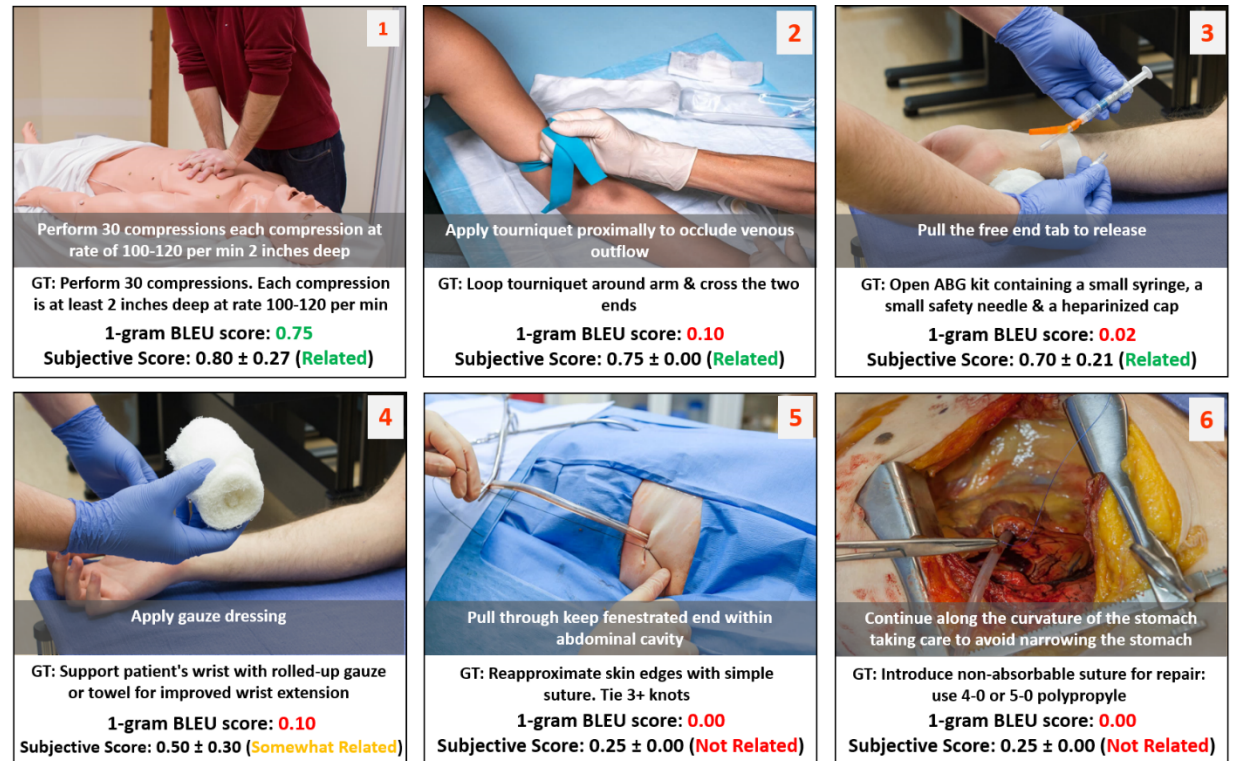 1
Perform 30 compressions each compression at
rate of 100-120 per min 2 inches deep
GT: Perform 30 compressions. Each compression
is at least 2 inches deep at rate 100-120 per min
1-gram BLEU score: 0.75
Subjective Score: 0.80 ± 0.27 (Related)
2
Apply tourniquet proximally to occlude venous
outflow
GT: Loop tourniquet around arm & cross the two
ends
1-gram BLEU score: 0.10
Subjective Score: 0.75 ± 0.00 (Related)
3
Pull the free end tab to release
GT: Open ABG kit containing a small syringe, a
small safety needle & a heparinized cap
1-gram BLEU score: 0.02
Subjective Score: 0.70 ± 0.21 (Related)
4
Apply gauze dressing
GT: Support patient's wrist with rolled-up gauze
or towel for improved wrist extension
1-gram BLEU score: 0.10
Subjective Score: 0.50 ± 0.30 (Somewhat Related)
5
Pull through keep fenestrated end within
abdominal cavity
GT: Reapproximate skin edges with simple
suture. Tie 3+ knots
1-gram BLEU score: 0.00
Subjective Score: 0.25 ± 0.00 (Not Related)
6
Continue along the curvature of the stomach
taking care to avoid narrowing the stomach
GT: Introduce non-absorbable suture for repair:
use 4-0 or 5-0 polypropyle
1-gram BLEU score: 0.00
Subjective Score: 0.25 ± 0.00 (Not Related)